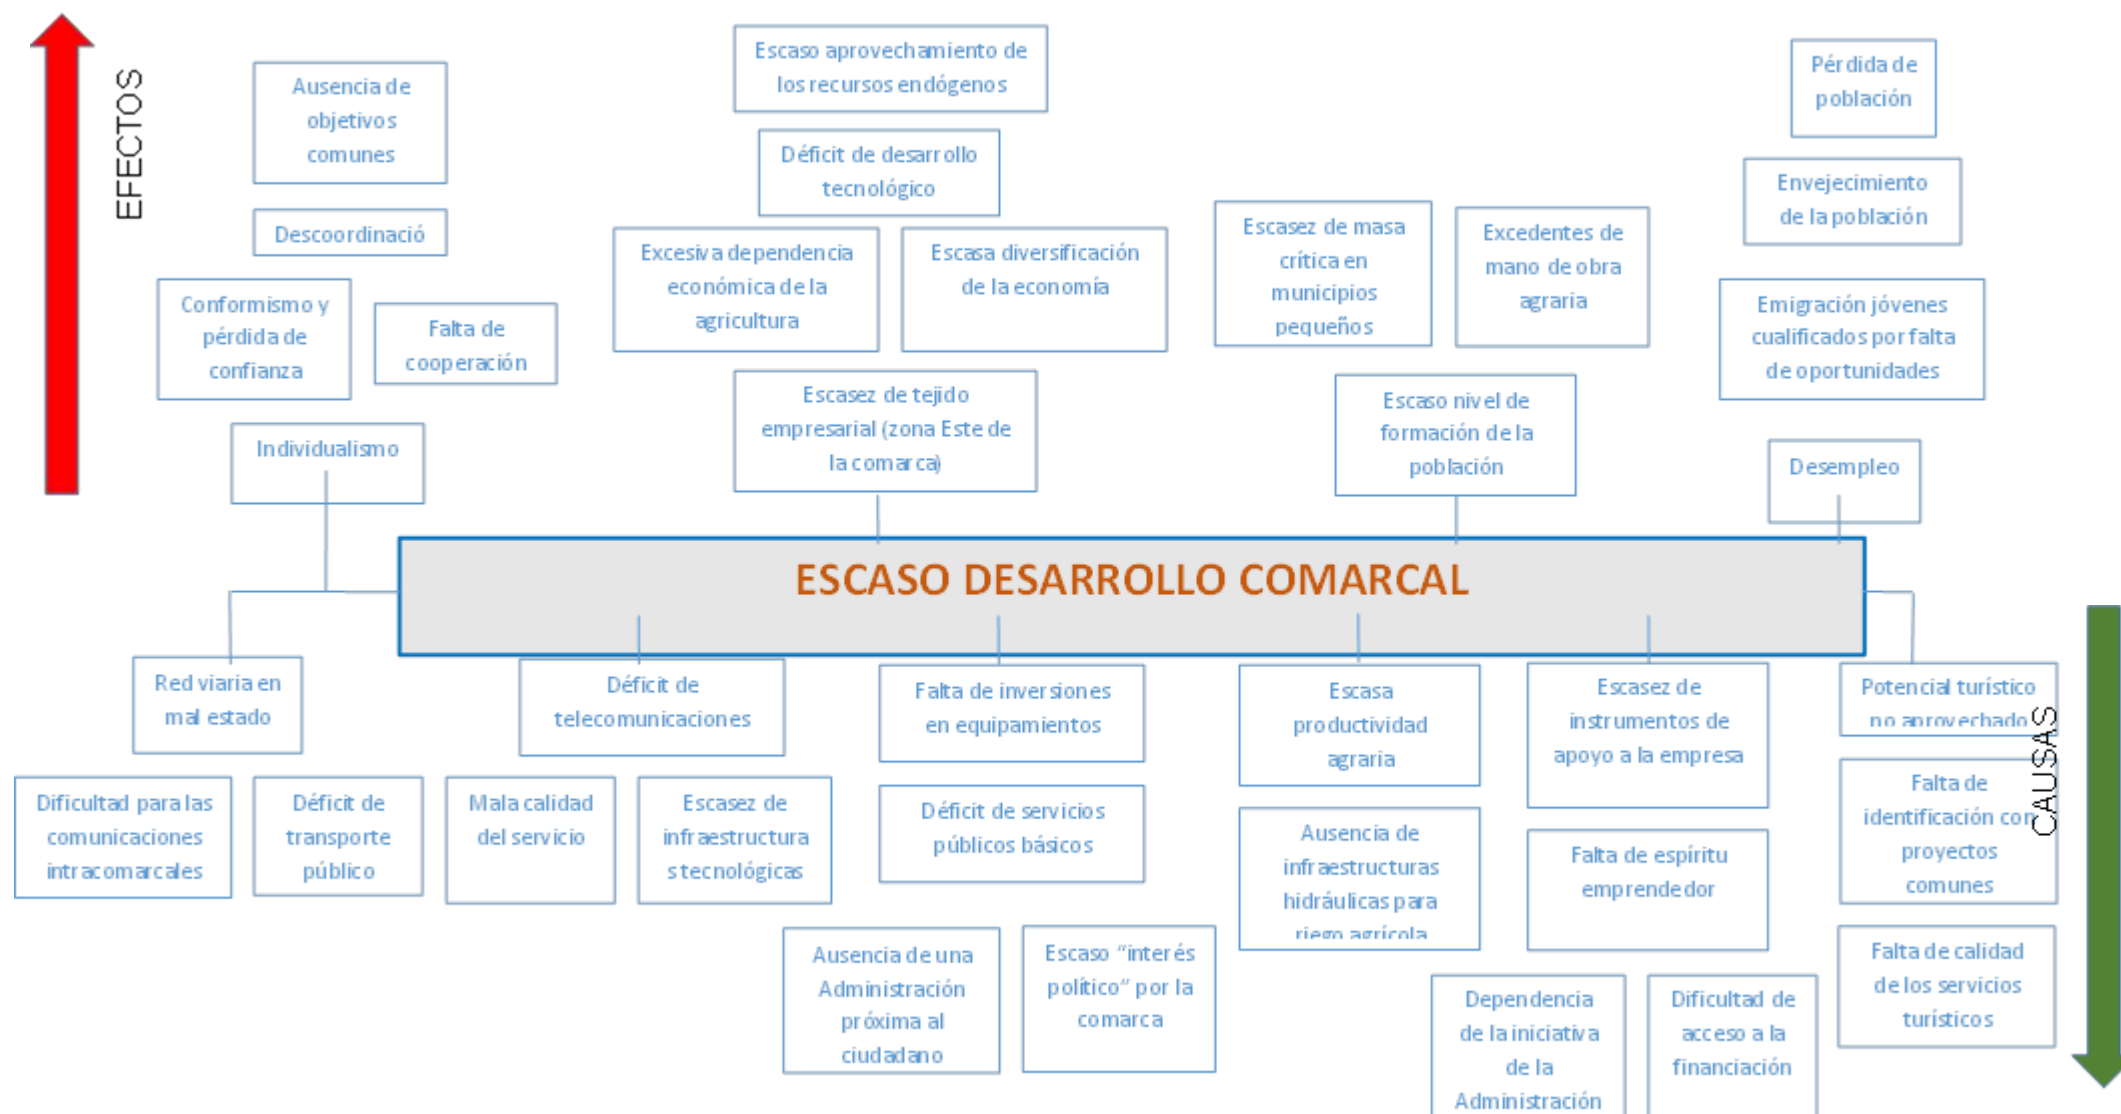 EFECTOS
Ausencia de
objetivos
comunes
Descoordinació
Conformismo y
pérdida de
confianza
Falta de
cooperación
Individualismo
Escaso aprovechamiento de
los recursos endógenos
Déficit de desarrollo
tecnológico
Excesiva dependencia
económica de la
agricultura
Escasa diversificación
de la economía
Escasez de tejido
empresarial (zona Este de
la comarca)
Escasez de masa
crítica en
municipios
pequeños
Excedentes de
mano de obra
agraria
Escaso nivel de
formación de la
población
Pérdida de
población
Envejecimiento
de la población
Emigración jóvenes
cualificados por falta
de oportunidades
Desempleo
ESCASO DESARROLLO COMARCAL
Red viaria en
mal estado
Dificultad para las
comunicaciones
intracomarcales
Déficit de
transporte
público
Déficit de
telecomunicaciones
Mala calidad
del servicio
Escasez de
infraestructura
s tecnológicas
Falta de inversiones
en equipamientos
Déficit de servicios
públicos básicos
Ausencia de una
Administración
próxima al
ciudadano
Escaso "interés
político" por la
comarca
Escasa
productividad
agraria
Ausencia de
infraestructuras
hidráulicas para
riego agrícola
Escasez de
instrumentos de
apoyo a la empresa
Falta de espíritu
emprendedor
Dependencia
de la iniciativa
de la
Administración
Dificultad de
acceso a la
financiación
Potencial turístico
no aprovechado
Falta de
identificación con
proyectos
comunes
Falta de calidad
de los servicios
turísticos
CAUSAS